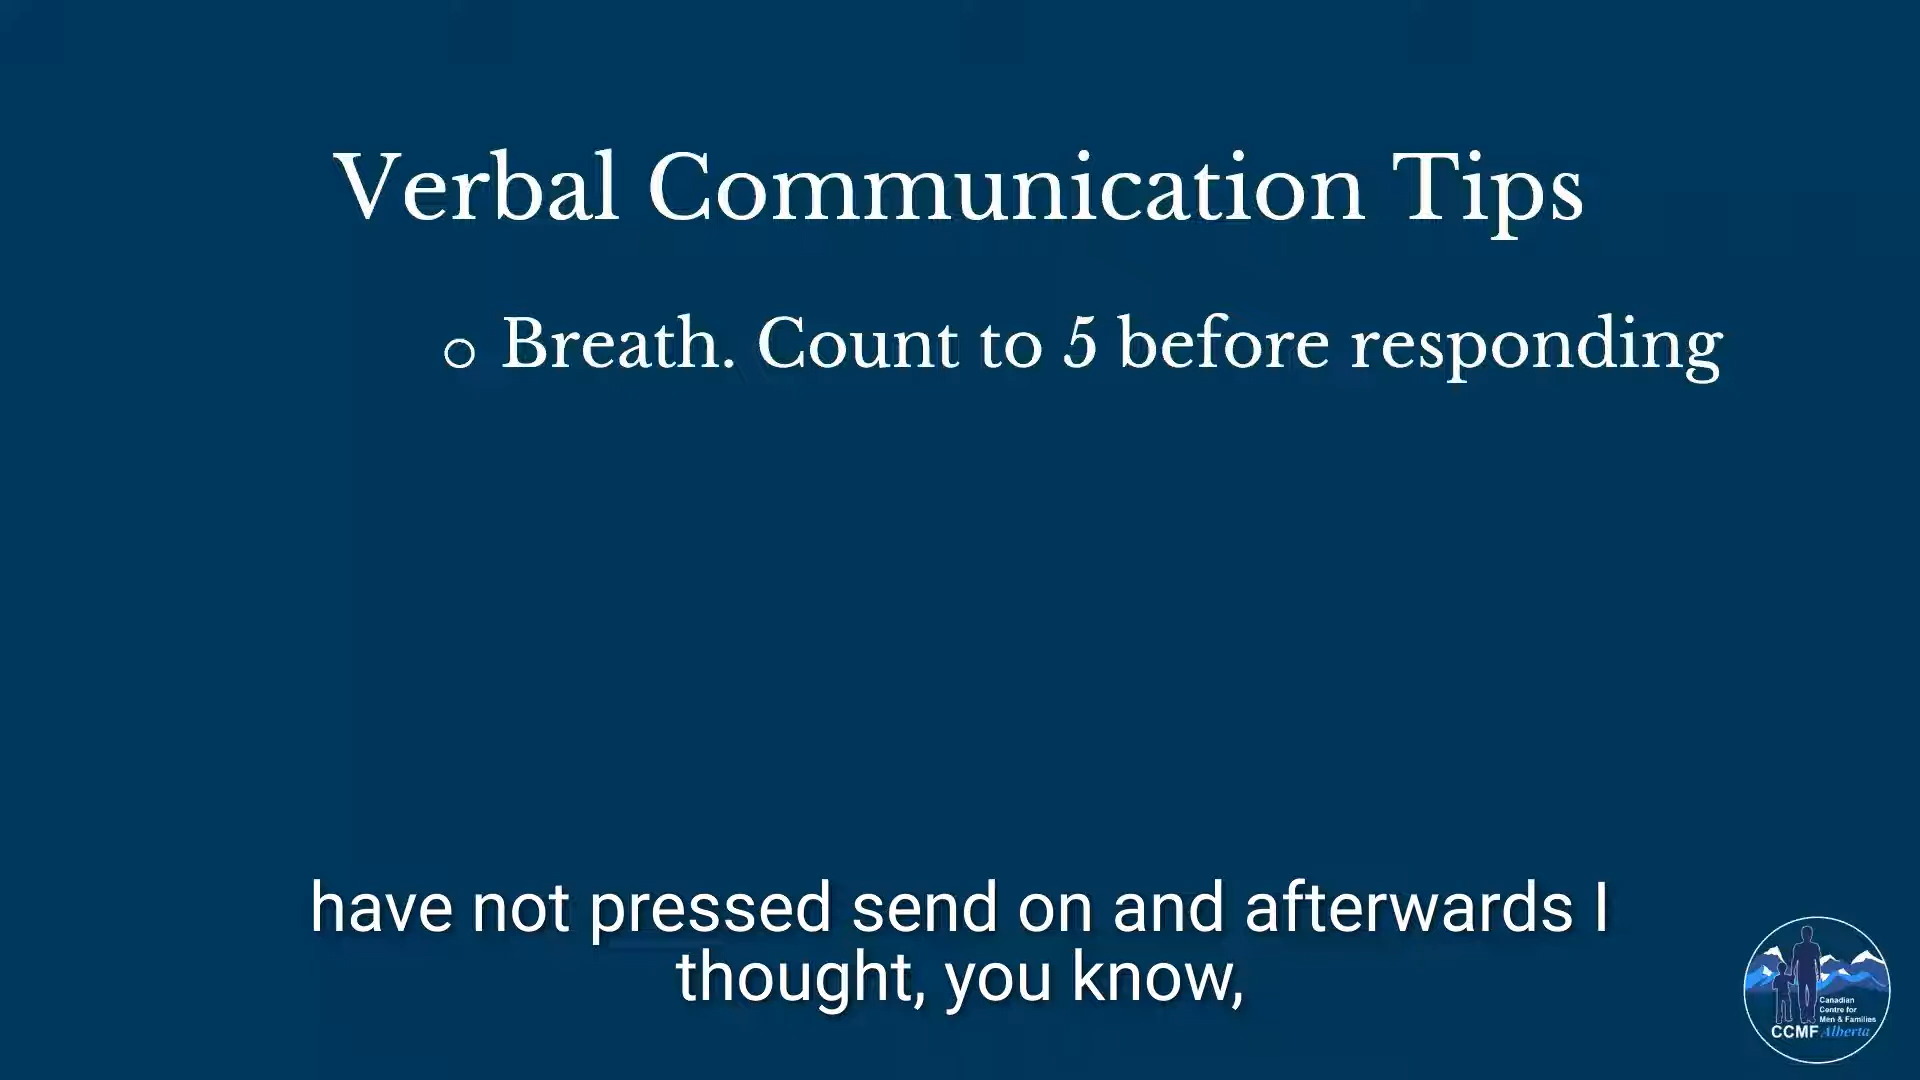 Verbal Communication Tips
o Breath. Count to 5 before responding
have not pressed send on and afterwards I
thought, you know,
Canadian
Centre for
Men & Families
CCMF Alberta